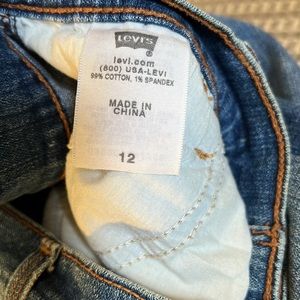 Levi's
®
levi.com
(800) USA-LEVI
99% COTTON, 1% SPANDEX
MADE IN
CHINA
12